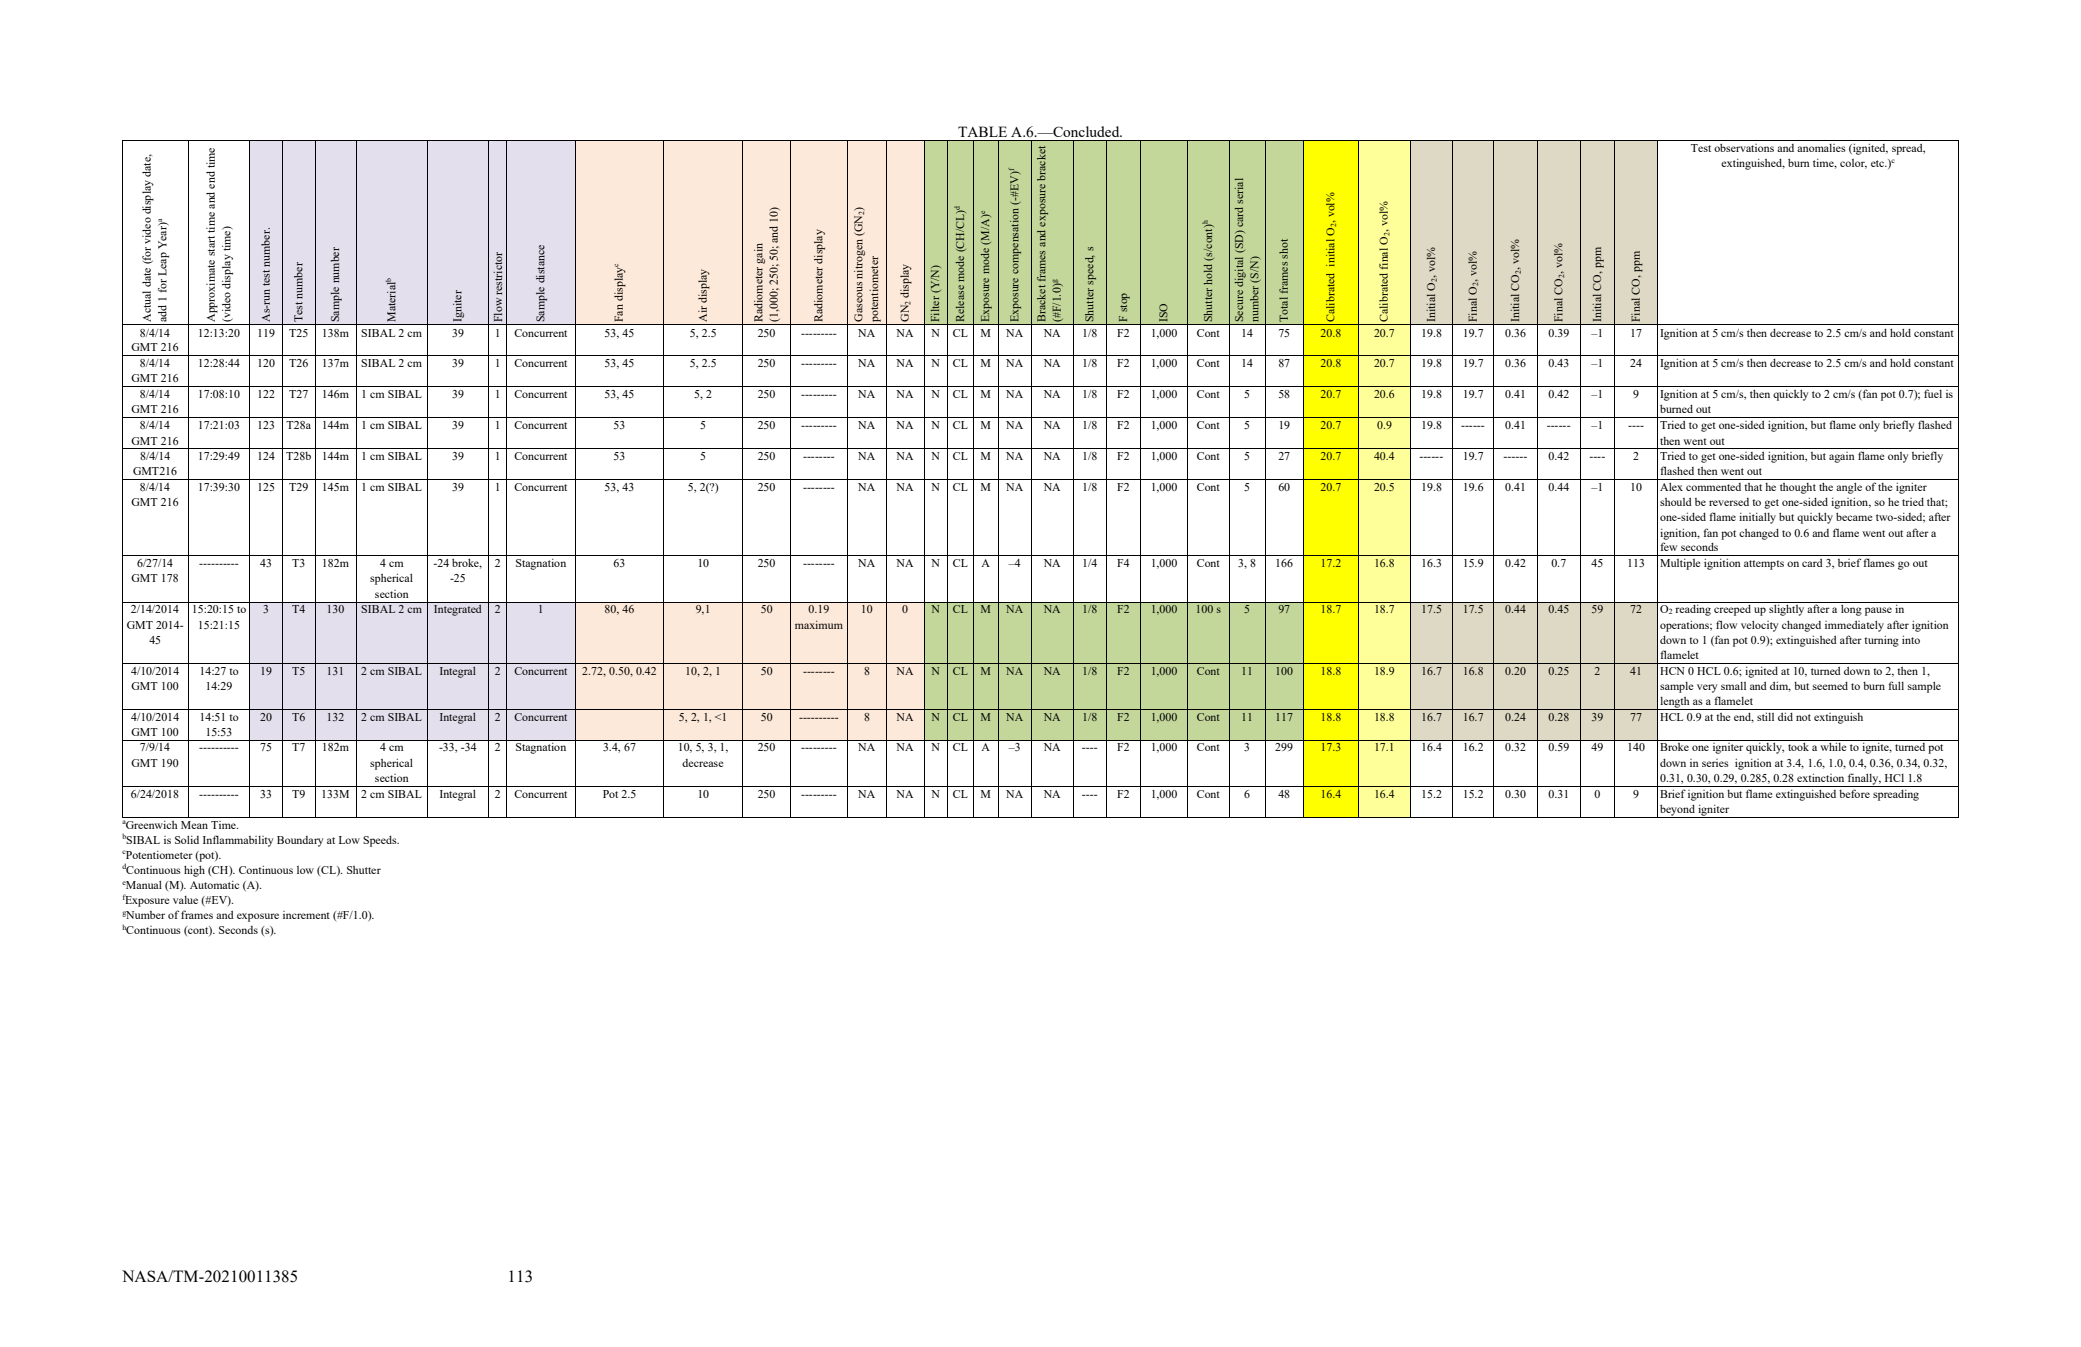 TABLE A.6.—Concluded.
Actual date (for video display date, add 1 for Leap Year)ᵃ
Approximate start time and end time (video display time)
As-run test number.
Test number
Sample number
Materialᵇ
Igniter
Flow restrictor
Sample distance
Fan displayᶜ
Air display
Radiometer gain (1,000; 250; 50; and 10)
Radiometer display
Gaseous nitrogen (GN₂) potentiometer
GN₂ display
Filter (Y/N)
Release mode (CH/CL)ᵈ
Exposure mode (M/A)ᵉ
Exposure compensation (-#EV)ᶠ
Bracket frames and exposure bracket (#F/1.0)ᵍ
Shutter speed, s
F stop
ISO
Shutter hold (s/cont)ʰ
Secure digital (SD) card serial number (S/N)
Total frames shot
Calibrated initial O₂, vol%
Calibrated final O₂, vol%
Initial O₂, vol%
Final O₂, vol%
Initial CO₂, vol%
Final CO₂, vol%
Initial CO, ppm
Final CO, ppm
Test observations and anomalies (ignited, spread, extinguished, burn time, color, etc.)ᶜ
8/4/14 GMT 216 12:13:20 119 T25 138m SIBAL 2 cm 39 1 Concurrent 53, 45 5, 2.5 250 --------- NA NA N CL M NA NA 1/8 F2 1,000 Cont 14 75 20.8 20.7 19.8 19.7 0.36 0.39 –1 17 Ignition at 5 cm/s then decrease to 2.5 cm/s and hold constant
8/4/14 GMT 216 12:28:44 120 T26 137m SIBAL 2 cm 39 1 Concurrent 53, 45 5, 2.5 250 --------- NA NA N CL M NA NA 1/8 F2 1,000 Cont 14 87 20.8 20.7 19.8 19.7 0.36 0.43 –1 24 Ignition at 5 cm/s then decrease to 2.5 cm/s and hold constant
8/4/14 GMT 216 17:08:10 122 T27 146m 1 cm SIBAL 39 1 Concurrent 53, 45 5, 2 250 --------- NA NA N CL M NA NA 1/8 F2 1,000 Cont 5 58 20.7 20.6 19.8 19.7 0.41 0.42 –1 9 Ignition at 5 cm/s, then quickly to 2 cm/s (fan pot 0.7); fuel is burned out
8/4/14 GMT 216 17:21:03 123 T28a 144m 1 cm SIBAL 39 1 Concurrent 53 5 250 --------- NA NA N CL M NA NA 1/8 F2 1,000 Cont 5 19 20.7 0.9 19.8 ------ 0.41 ------ –1 ---- Tried to get one-sided ignition, but flame only briefly flashed then went out
8/4/14 GMT216 17:29:49 124 T28b 144m 1 cm SIBAL 39 1 Concurrent 53 5 250 -------- NA NA N CL M NA NA 1/8 F2 1,000 Cont 5 27 20.7 40.4 ------ 19.7 ------ 0.42 ---- 2 Tried to get one-sided ignition, but again flame only briefly flashed then went out
8/4/14 GMT 216 17:39:30 125 T29 145m 1 cm SIBAL 39 1 Concurrent 53, 43 5, 2(?) 250 -------- NA NA N CL M NA NA 1/8 F2 1,000 Cont 5 60 20.7 20.5 19.8 19.6 0.41 0.44 –1 10 Alex commented that he thought the angle of the igniter should be reversed to get one-sided ignition, so he tried that; one-sided flame initially but quickly became two-sided; after ignition, fan pot changed to 0.6 and flame went out after a few seconds
6/27/14 GMT 178 ---------- 43 T3 182m 4 cm spherical section -24 broke, -25 2 Stagnation 63 10 250 -------- NA NA N CL A –4 NA 1/4 F4 1,000 Cont 3, 8 166 17.2 16.8 16.3 15.9 0.42 0.7 45 113 Multiple ignition attempts on card 3, brief flames go out
2/14/2014 GMT 2014-45 15:20:15 to 15:21:15 3 T4 130 SIBAL 2 cm Integrated 2 1 80, 46 9,1 50 0.19 maximum 10 0 N CL M NA NA 1/8 F2 1,000 100 s 5 97 18.7 18.7 17.5 17.5 0.44 0.45 59 72 O₂ reading creeped up slightly after a long pause in operations; flow velocity changed immediately after ignition down to 1 (fan pot 0.9); extinguished after turning into flamelet
4/10/2014 GMT 100 14:27 to 14:29 19 T5 131 2 cm SIBAL Integral 2 Concurrent 2.72, 0.50, 0.42 10, 2, 1 50 -------- 8 NA N CL M NA NA 1/8 F2 1,000 Cont 11 100 18.8 18.9 16.7 16.8 0.20 0.25 2 41 HCN 0 HCL 0.6; ignited at 10, turned down to 2, then 1, sample very small and dim, but seemed to burn full sample length as a flamelet
4/10/2014 GMT 100 14:51 to 15:53 20 T6 132 2 cm SIBAL Integral 2 Concurrent 5, 2, 1, <1 50 ---------- 8 NA N CL M NA NA 1/8 F2 1,000 Cont 11 117 18.8 18.8 16.7 16.7 0.24 0.28 39 77 HCL 0.9 at the end, still did not extinguish
7/9/14 GMT 190 ---------- 75 T7 182m 4 cm spherical section -33, -34 2 Stagnation 3.4, 67 10, 5, 3, 1, decrease 250 --------- NA NA N CL A –3 NA ---- F2 1,000 Cont 3 299 17.3 17.1 16.4 16.2 0.32 0.59 49 140 Broke one igniter quickly, took a while to ignite, turned pot down in series ignition at 3.4, 1.6, 1.0, 0.4, 0.36, 0.34, 0.32, 0.31, 0.30, 0.29, 0.285, 0.28 extinction finally, HCl 1.8
6/24/2018 ---------- 33 T9 133M 2 cm SIBAL Integral 2 Concurrent Pot 2.5 10 250 --------- NA NA N CL M NA NA ---- F2 1,000 Cont 6 48 16.4 16.4 15.2 15.2 0.30 0.31 0 9 Brief ignition but flame extinguished before spreading beyond igniter
ᵃGreenwich Mean Time.
ᵇSIBAL is Solid Inflammability Boundary at Low Speeds.
ᶜPotentiometer (pot).
ᵈContinuous high (CH). Continuous low (CL). Shutter
ᵉManual (M). Automatic (A).
ᶠExposure value (#EV).
ᵍNumber of frames and exposure increment (#F/1.0).
ʰContinuous (cont). Seconds (s).
NASA/TM-20210011385 113